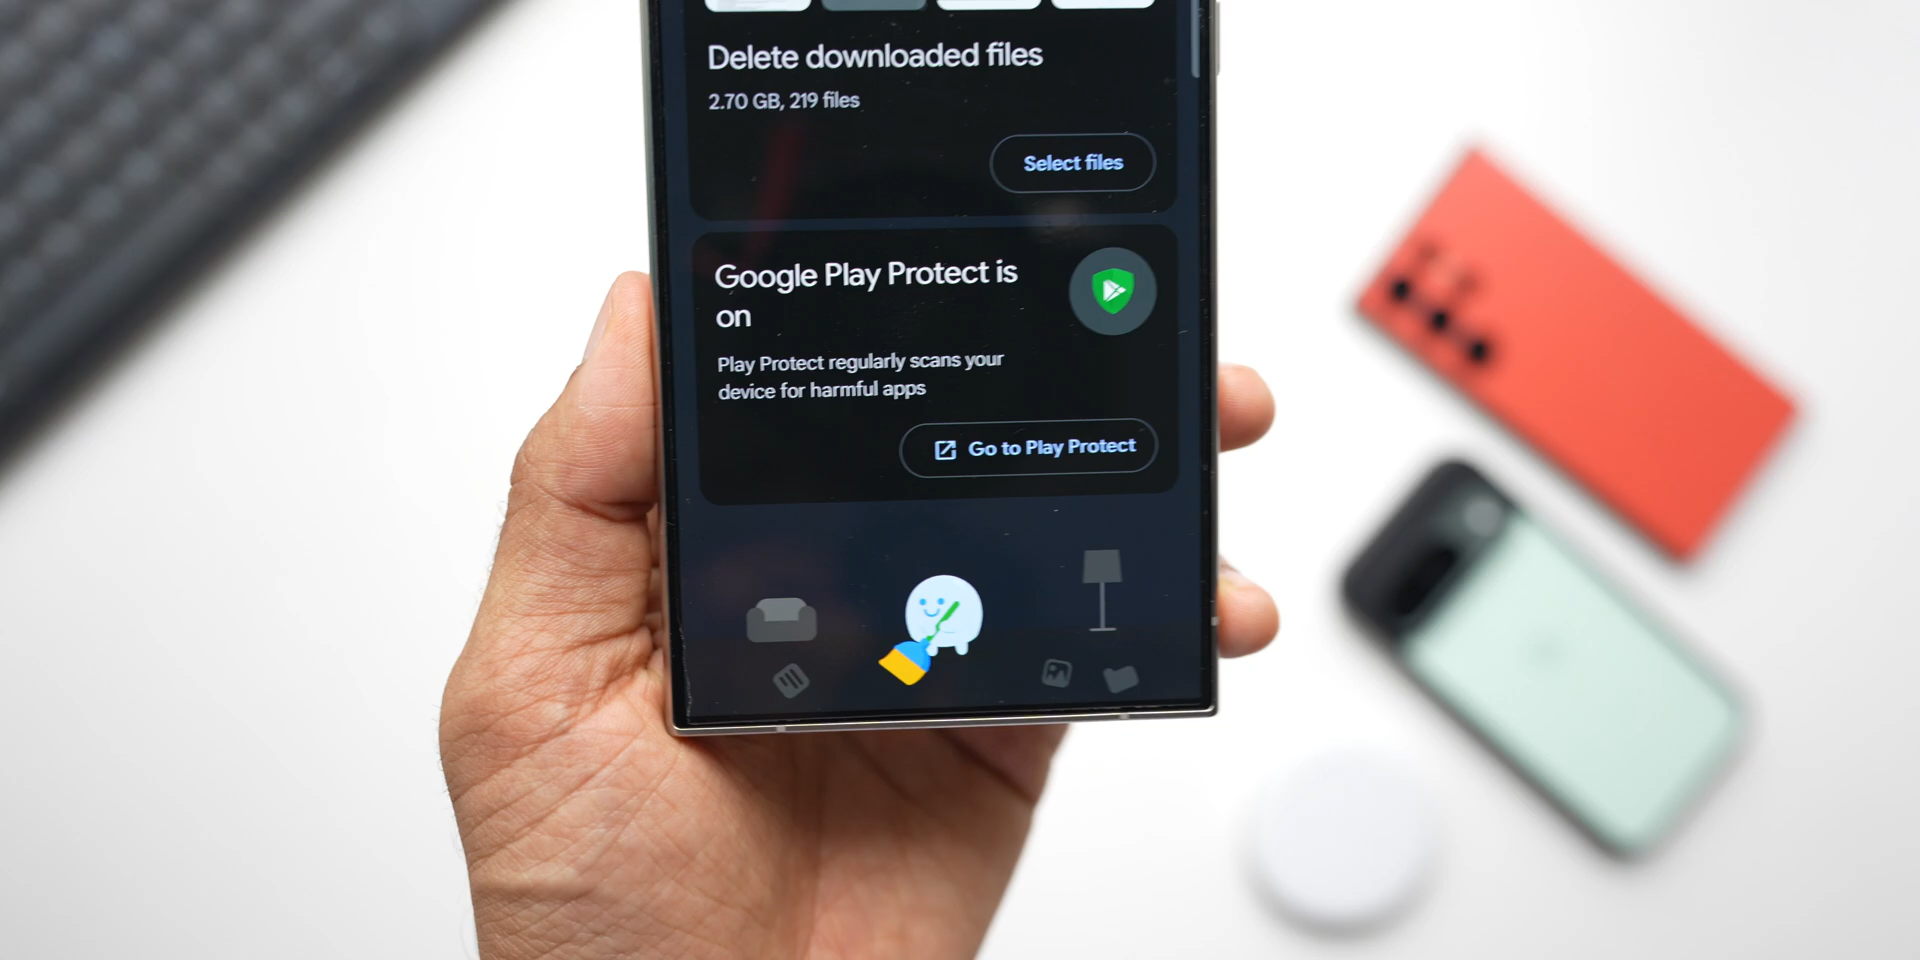 Delete downloaded files
2.70 GB, 219 files
Select files
Google Play Protect is
on
Play Protect regularly scans your
device for harmful apps
Go to Play Protect